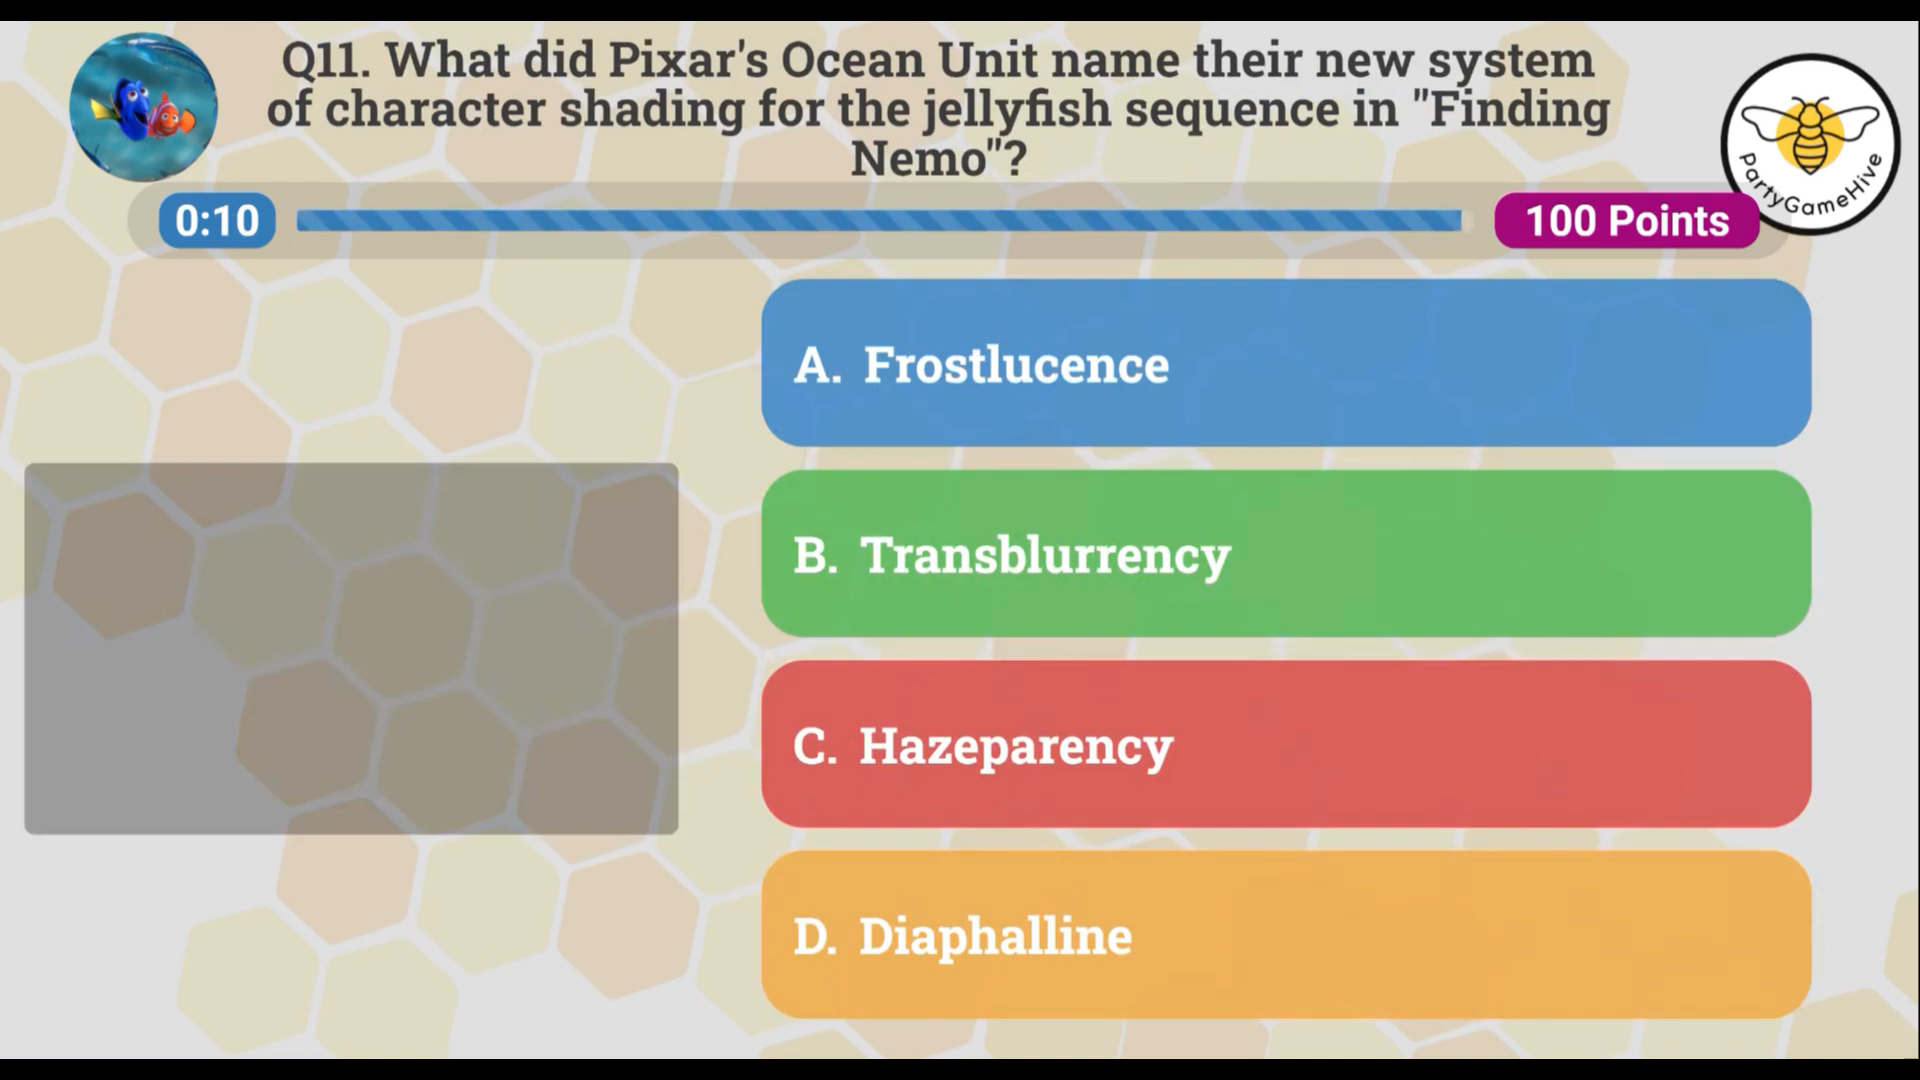 Q11. What did Pixar's Ocean Unit name their new system
of character shading for the jellyfish sequence in "Finding
Nemo"?
PartyGameHive
0:10
100 Points
A. Frostlucence
B. Transblurrency
C. Hazeparency
D. Diaphalline